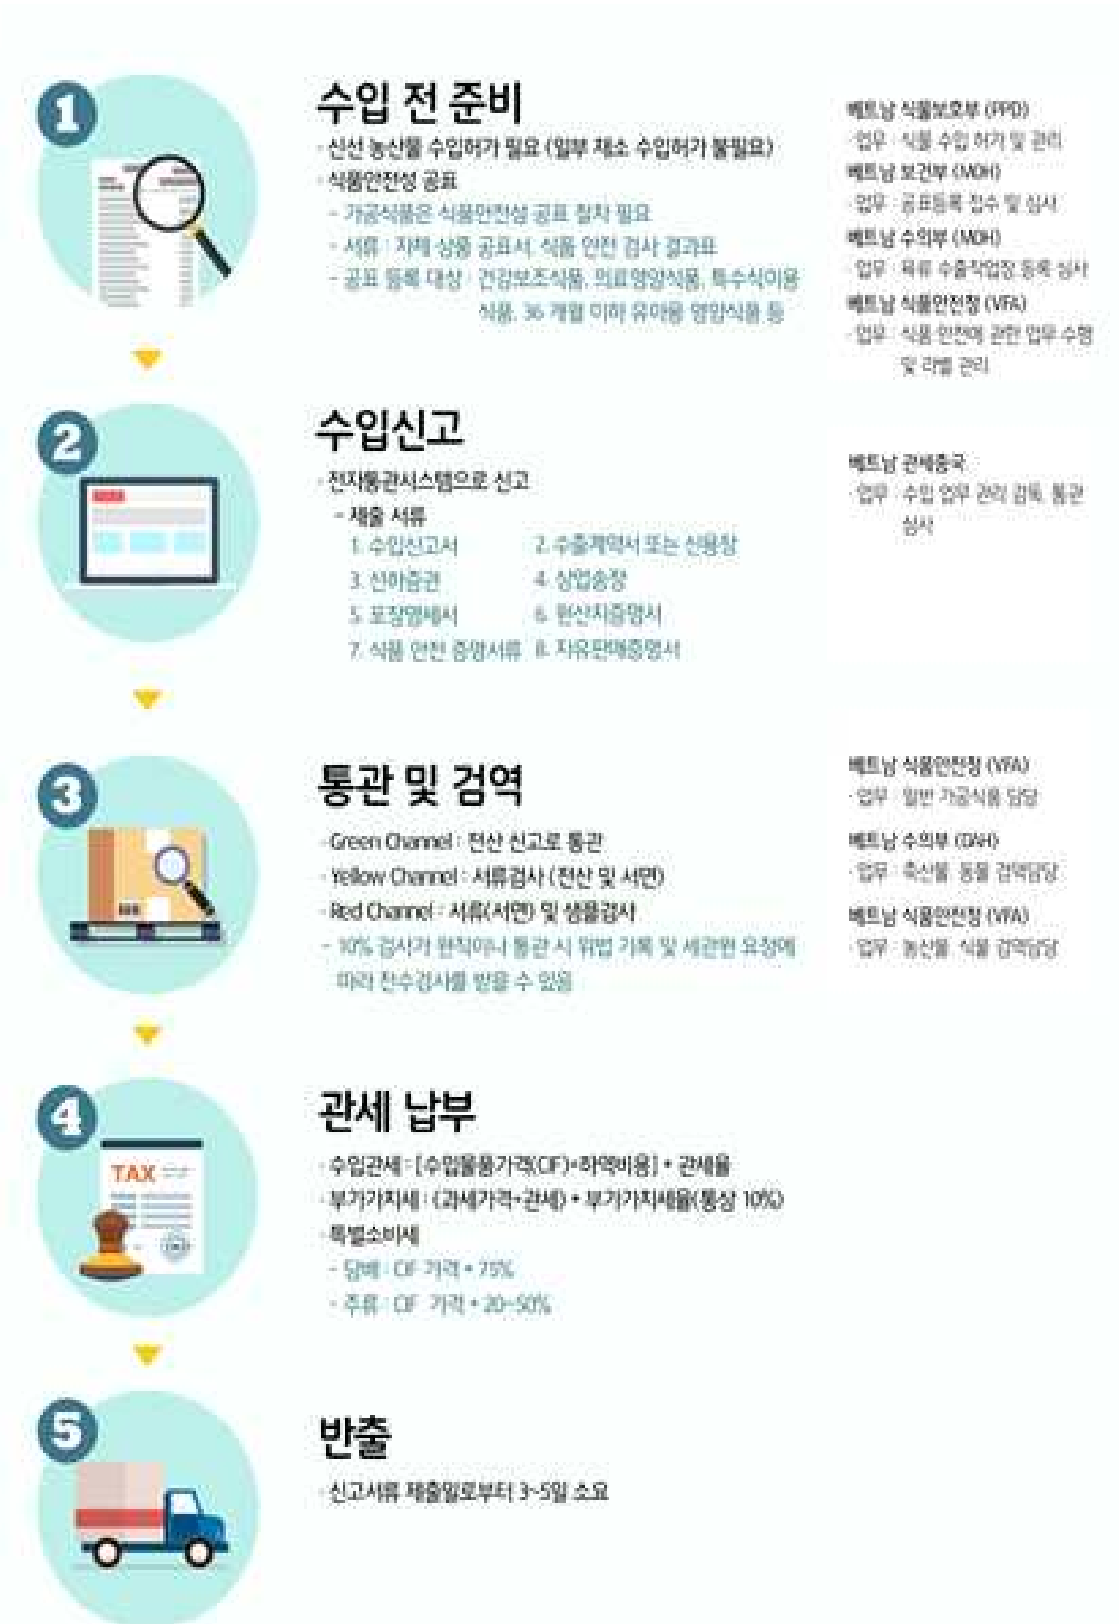 1
수입 전 준비
· 신선 농산물 수입허가 필요 (일부 채소 수입허가 불필요)
· 식품안전성 공표
- 가공식품은 식품안전성 공표 절차 필요
- 서류 : 자체 상품 공표서, 식품 안전 검사 결과표
- 공표 등록 대상 : 건강보조식품, 의료영양식품, 특수식이용
식품, 36 개월 이하 유아용 영양식품 등
베트남 식물보호부 (PPD)
· 업무 : 식물 수입 허가 및 관리
베트남 보건부 (MOH)
· 업무 : 공표등록 접수 및 심사
베트남 수의부 (MOH)
· 업무 : 육류 수출작업장 등록 심사
베트남 식품안전청 (VFA)
· 업무 : 식품 안전에 관한 업무 수행
및 라벨 관리
2
수입신고
· 전자통관시스템으로 신고
- 제출 서류
1. 수입신고서 2. 수출계약서 또는 신용장
3. 선하증권 4. 상업송장
5. 포장명세서 6. 원산지증명서
7. 식품 안전 증명서류 8. 자유판매증명서
베트남 관세총국
· 업무 : 수입 업무 관리 감독, 통관
심사
3
통관 및 검역
· Green Channel : 전산 신고로 통관
· Yellow Channel : 서류검사 (전산 및 서면)
· Red Channel : 서류(서면) 및 샘플검사
- 10% 검사가 원칙이나 통관 시 위법 기록 및 세관원 요청에
따라 전수검사를 받을 수 있음
베트남 식품안전청 (VFA)
· 업무 : 일반 가공식품 담당
베트남 수의부 (DAH)
· 업무 : 축산물 동물 검역담당
베트남 식품안전청 (VFA)
· 업무 : 농산물 식물 검역담당
4
TAX
관세 납부
· 수입관세 : [수입물품가격(CIF)+하역비용] * 관세율
· 부가가치세 : (과세가격+관세) * 부가가치세율(통상 10%)
· 특별소비세
- 담배 : CIF 가격 * 75%
- 주류 : CIF 가격 * 20~50%
5
반출
· 신고서류 제출일로부터 3~5일 소요